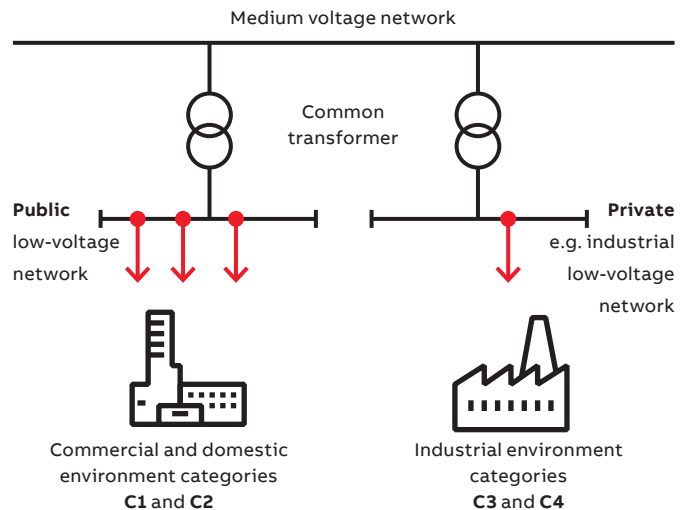 Medium voltage network
Common
transformer
Public
low-voltage
network
Private
e.g. industrial
low-voltage
network
Commercial and domestic
environment categories
C1 and C2
Industrial environment
categories
C3 and C4